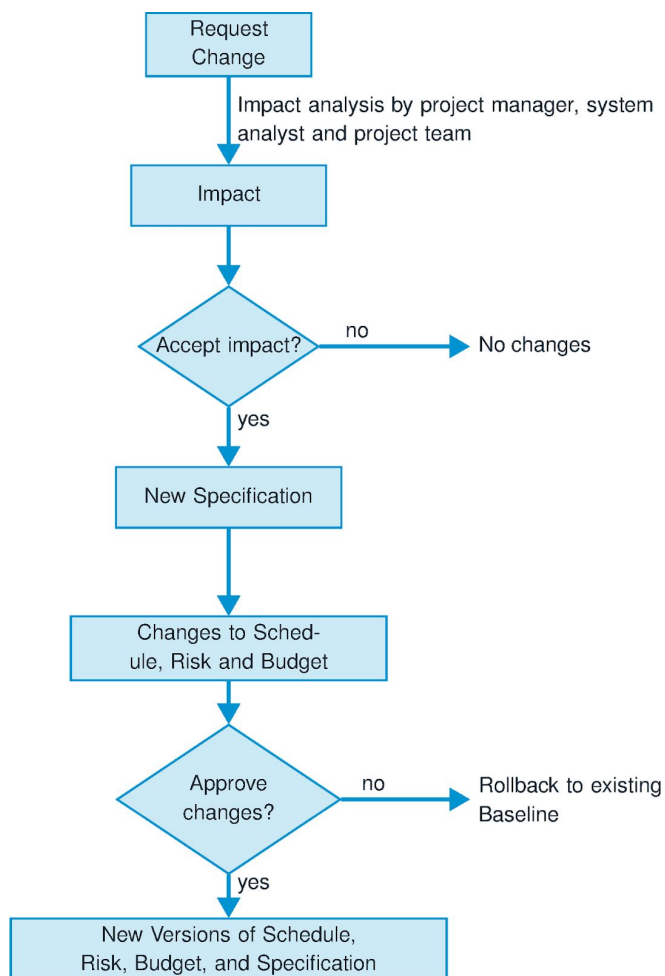 Request
Change
Impact analysis by project manager, system
analyst and project team
Impact
Accept impact?
no
No changes
yes
New Specification
Changes to Sched-
ule, Risk and Budget
Approve
changes?
no
Rollback to existing
Baseline
yes
New Versions of Schedule,
Risk, Budget, and Specification